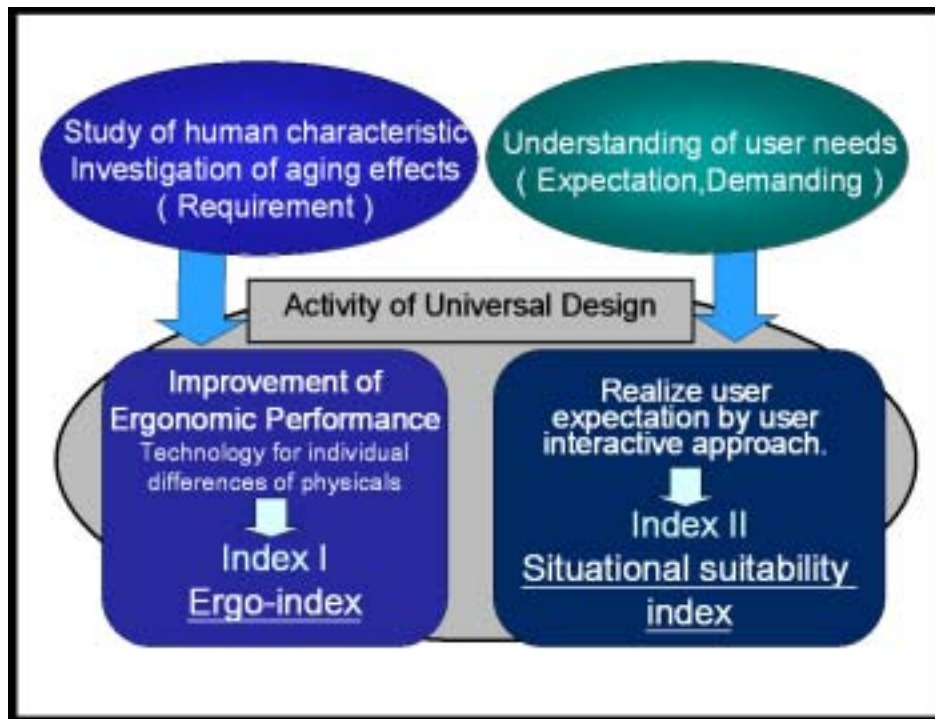 Study of human characteristic
Investigation of aging effects
( Requirement )
Understanding of user needs
( Expectation,Demanding )
Activity of Universal Design
Improvement of
Ergonomic Performance
Technology for individual
differences of physicals
Index I
Ergo-index
Realize user
expectation by user
interactive approach.
Index II
Situational suitability
index